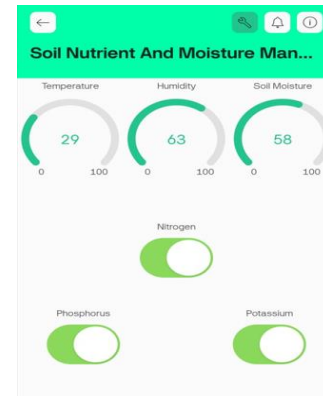 Soil Nutrient And Moisture Man...
Temperature Humidity Soil Moisture
29 63 58
0 100 0 100 0 100
Nitrogen
Phosphorus Potassium